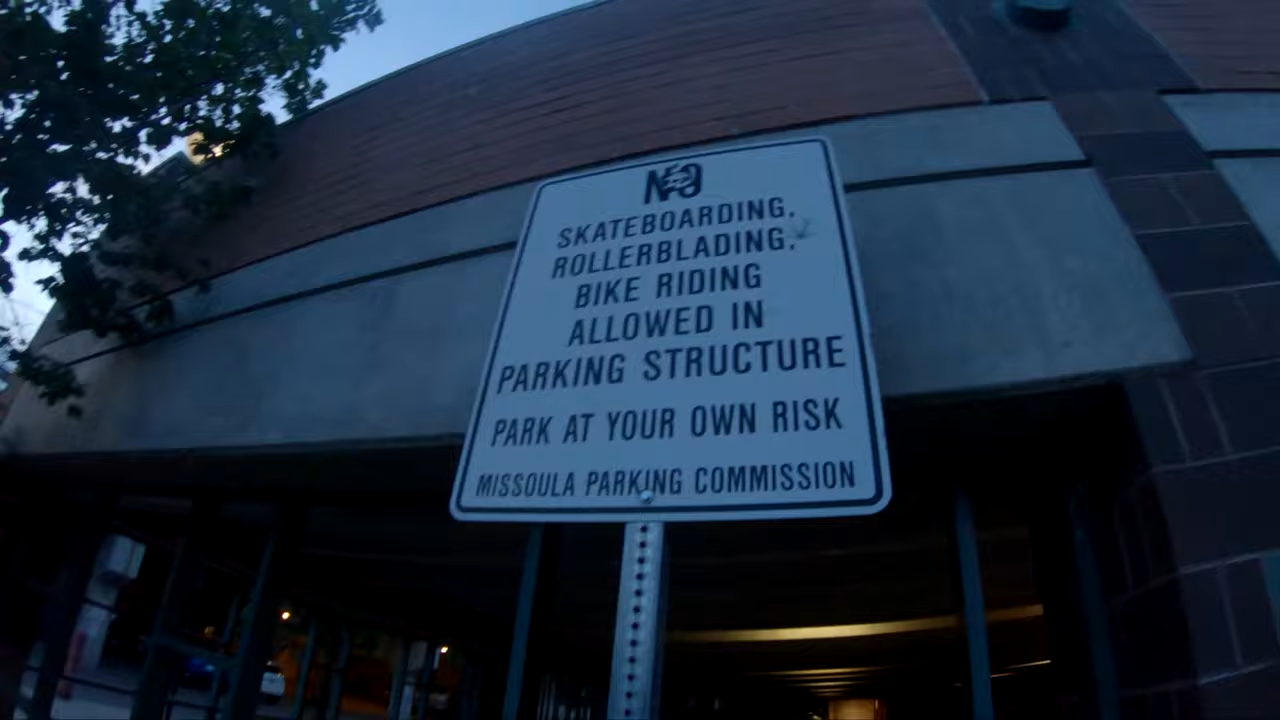 NO
SKATEBOARDING,
ROLLERBLADING,
BIKE RIDING
ALLOWED IN
PARKING STRUCTURE
PARK AT YOUR OWN RISK
MISSOULA PARKING COMMISSION